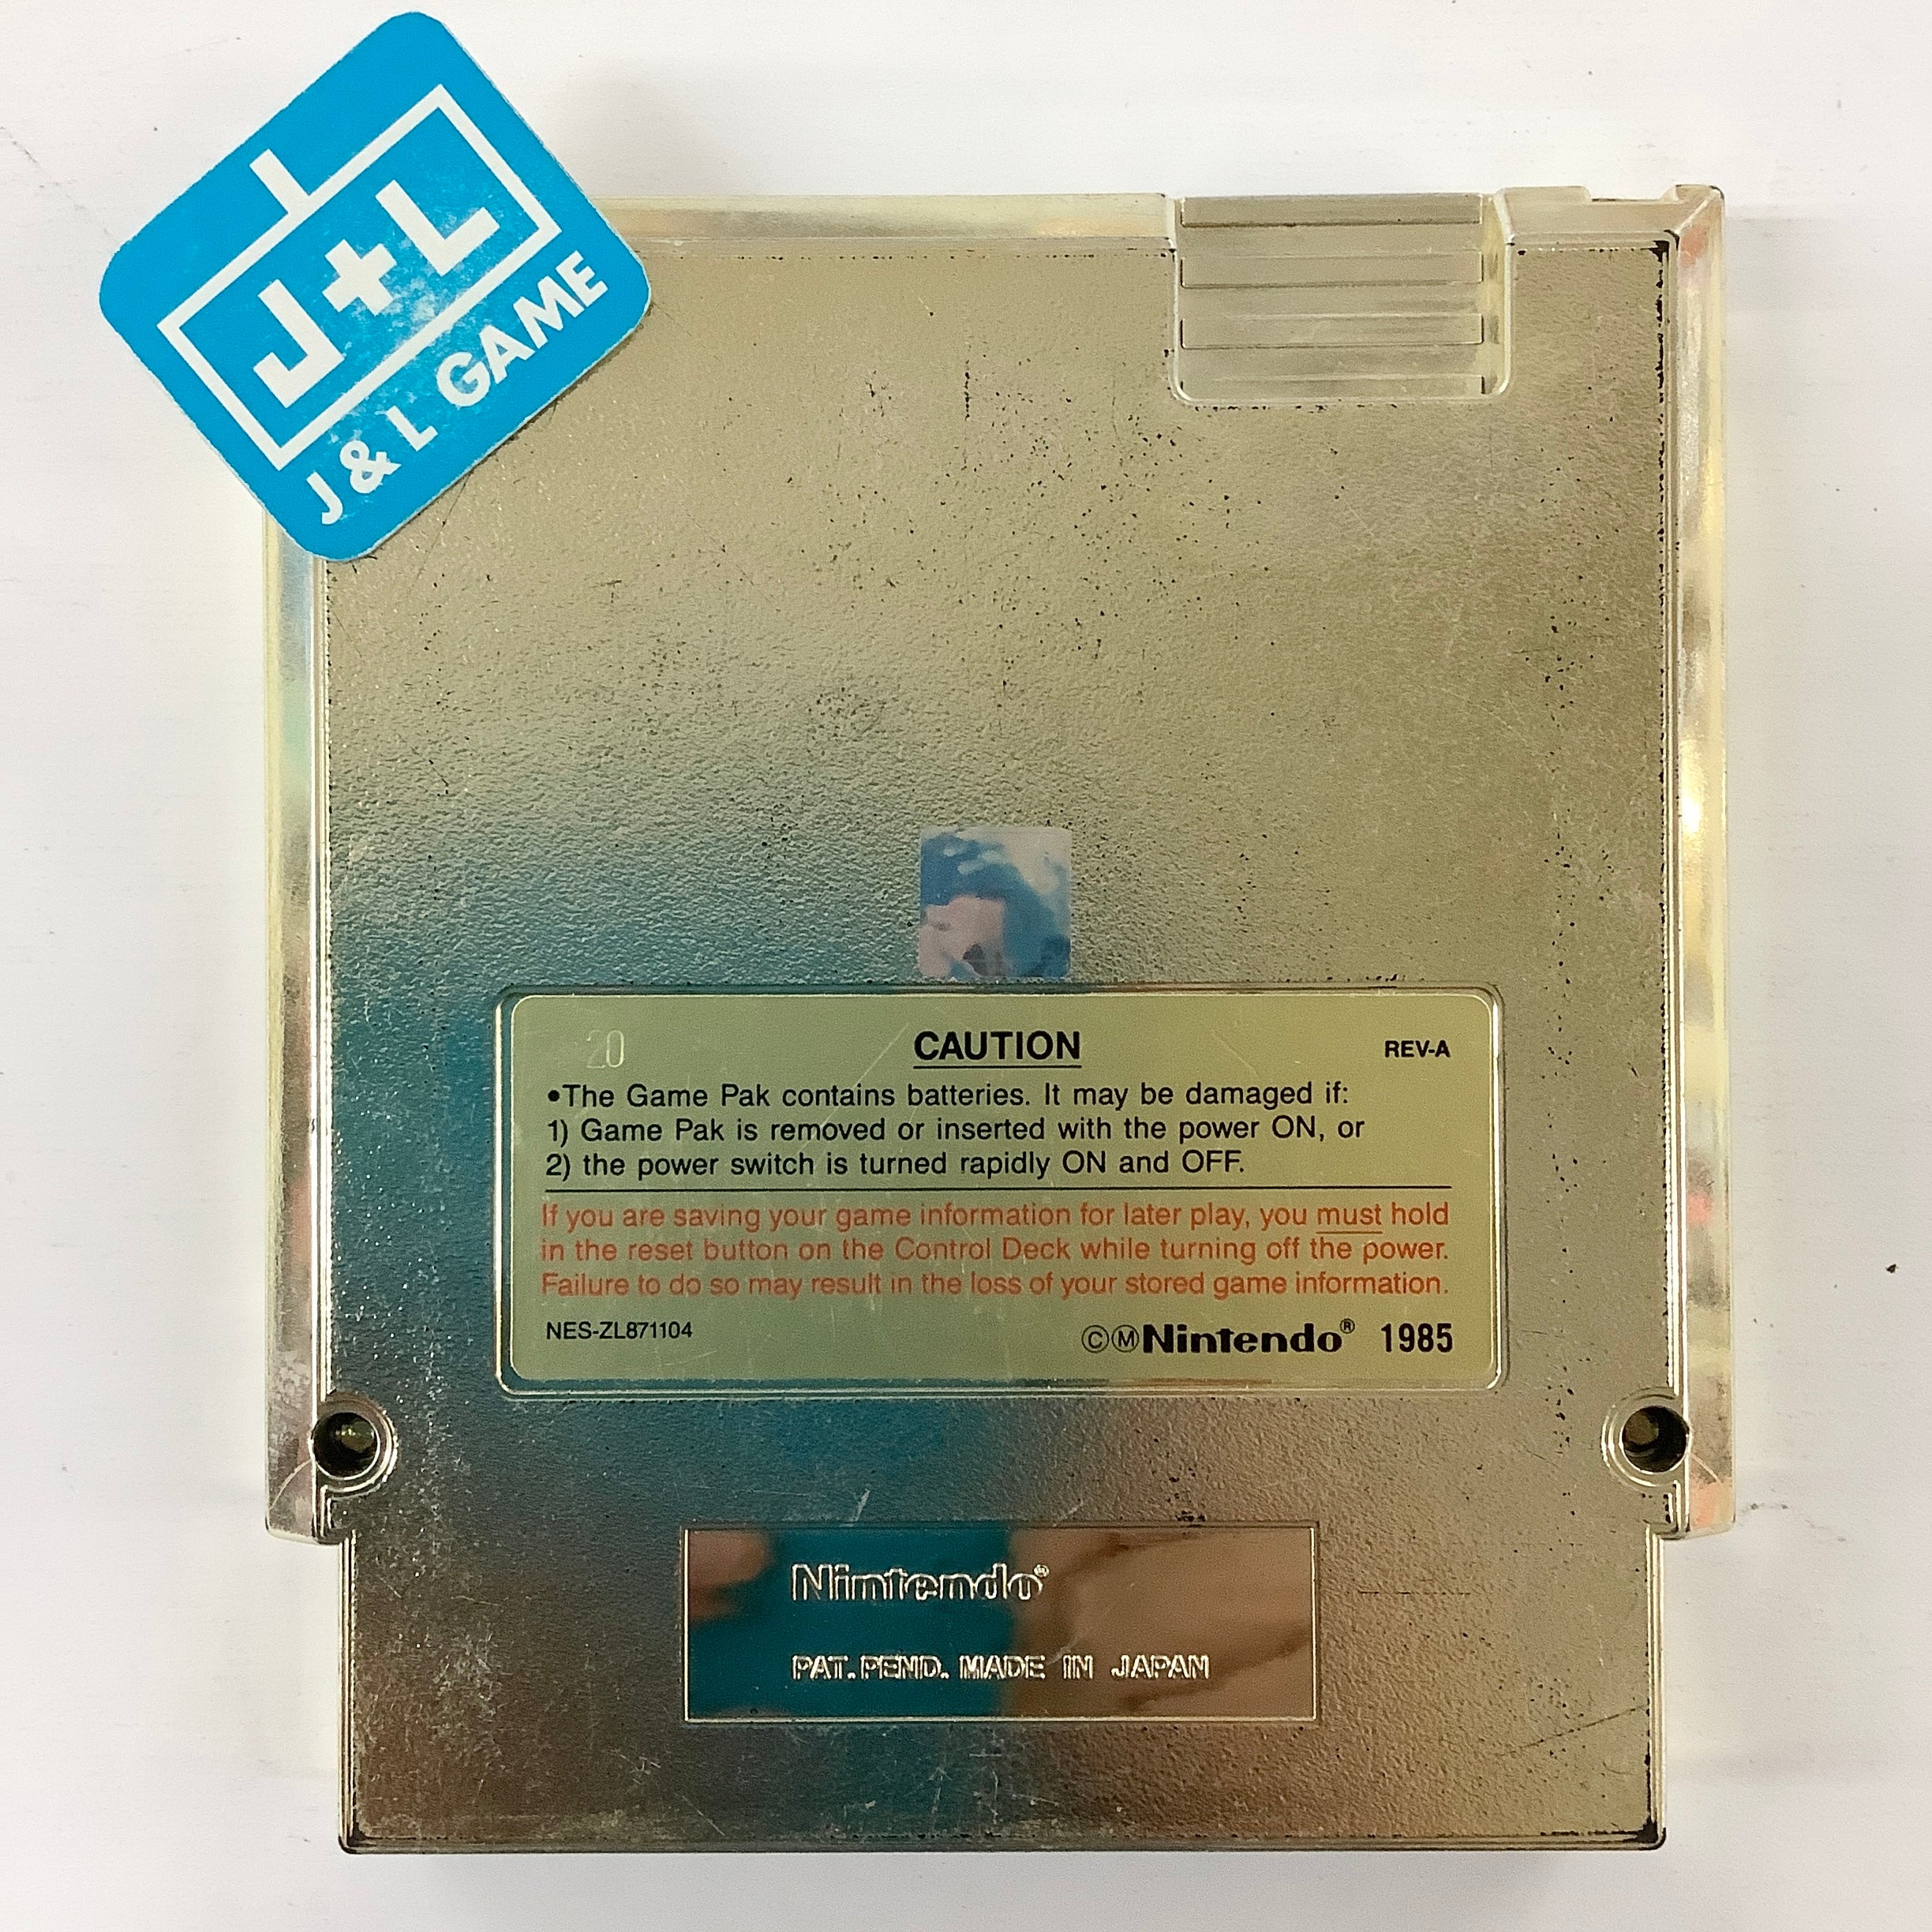 J+L
J & L GAME
20
CAUTION
REV-A
•The Game Pak contains batteries. It may be damaged if:
1) Game Pak is removed or inserted with the power ON, or
2) the power switch is turned rapidly ON and OFF.
If you are saving your game information for later play, you must hold
in the reset button on the Control Deck while turning off the power.
Failure to do so may result in the loss of your stored game information.
NES-ZL871104
©ⓂNintendo® 1985
Nintendo®
PAT. PEND. MADE IN JAPAN